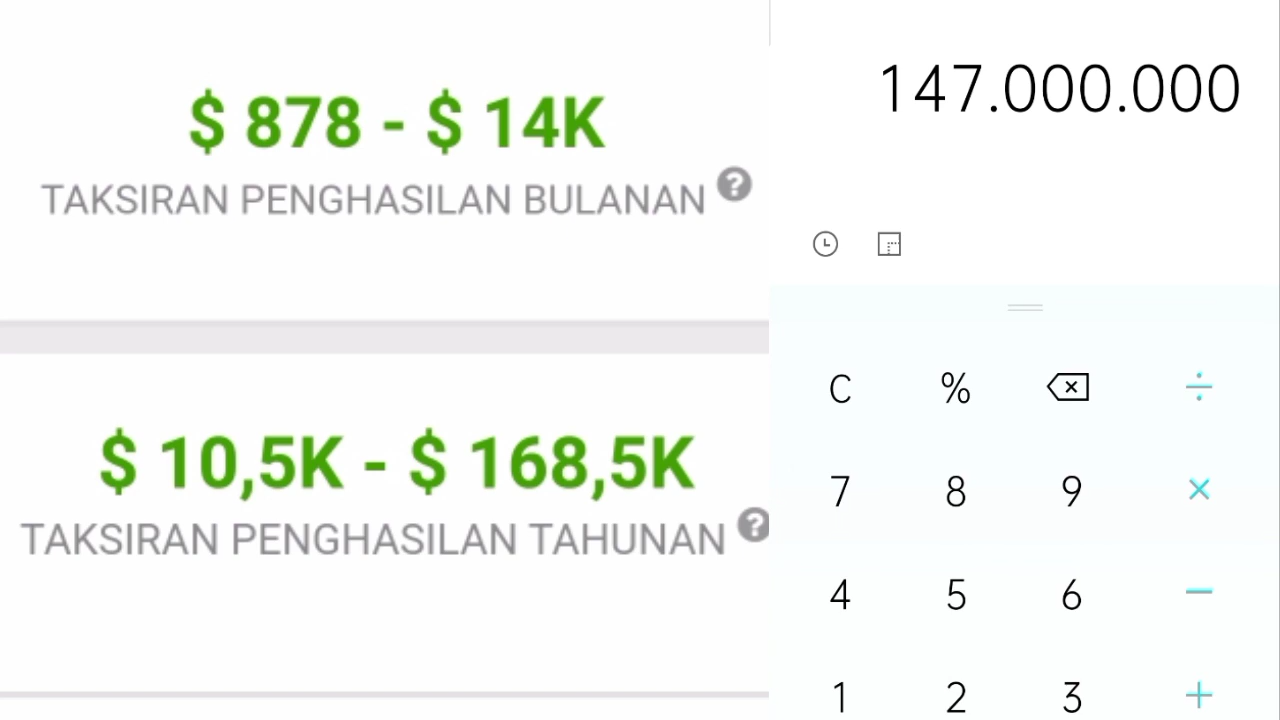 $ 878 - $ 14K
TAKSIRAN PENGHASILAN BULANAN ?
$ 10,5K - $ 168,5K
TAKSIRAN PENGHASILAN TAHUNAN ?
147.000.000
C % ÷
7 8 9 ×
4 5 6 −
1 2 3 +